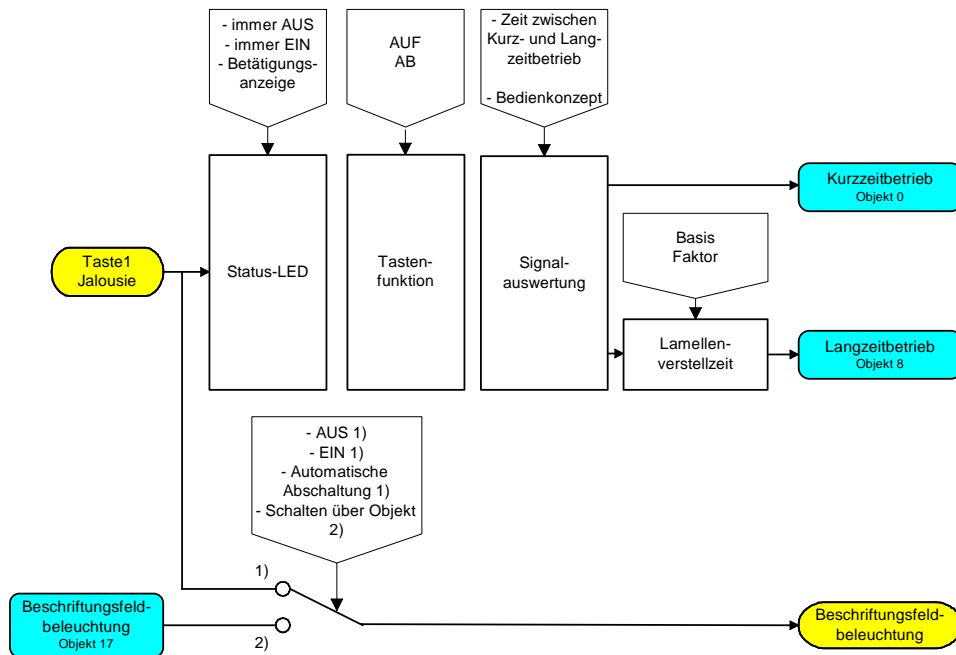 - immer AUS
- immer EIN
- Betätigungs-
anzeige
AUF
AB
- Zeit zwischen
Kurz- und Lang-
zeitbetrieb
- Bedienkonzept
Kurzzeitbetrieb
Objekt 0
Taste1
Jalousie
Status-LED
Tasten-
funktion
Signal-
auswertung
Basis
Faktor
Lamellen-
verstellzeit
Langzeitbetrieb
Objekt 8
- AUS 1)
- EIN 1)
- Automatische
Abschaltung 1)
- Schalten über Objekt
2)
1)
Beschriftungsfeld-
beleuchtung
Objekt 17
2)
Beschriftungsfeld-
beleuchtung